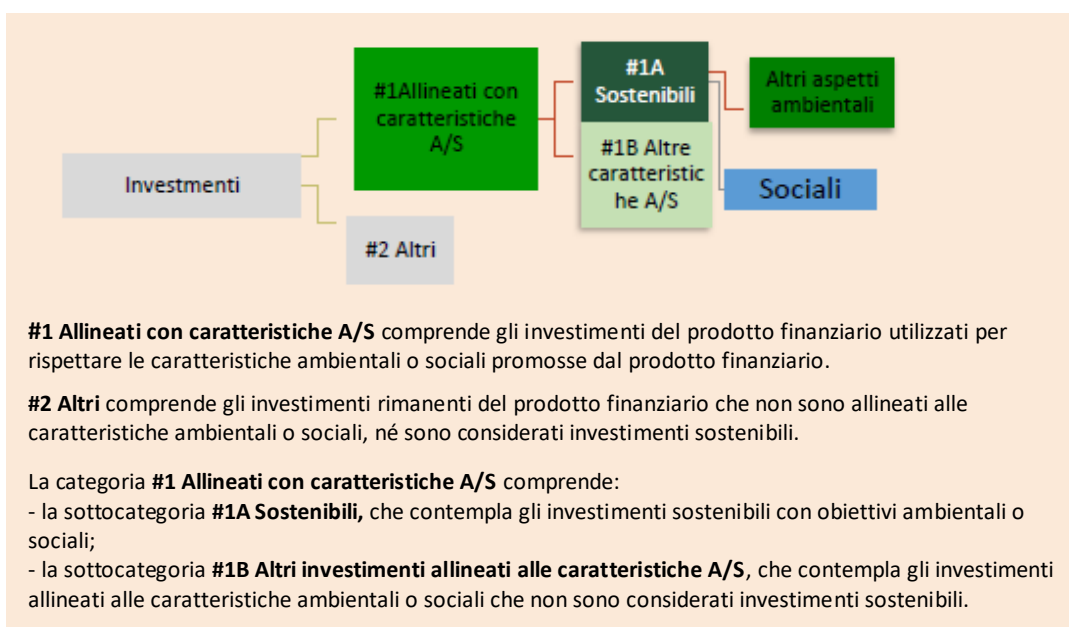 #1Allineati con
caratteristiche
A/S
#1A
Sostenibili
Altri aspetti
ambientali
#1B Altre
caratteristic
he A/S
Investmenti
Sociali
#2 Altri
#1 Allineati con caratteristiche A/S comprende gli investimenti del prodotto finanziario utilizzati per
rispettare le caratteristiche ambientali o sociali promosse dal prodotto finanziario.
#2 Altri comprende gli investimenti rimanenti del prodotto finanziario che non sono allineati alle
caratteristiche ambientali o sociali, né sono considerati investimenti sostenibili.
La categoria #1 Allineati con caratteristiche A/S comprende:
- la sottocategoria #1A Sostenibili, che contempla gli investimenti sostenibili con obiettivi ambientali o
sociali;
- la sottocategoria #1B Altri investimenti allineati alle caratteristiche A/S, che contempla gli investimenti
allineati alle caratteristiche ambientali o sociali che non sono considerati investimenti sostenibili.